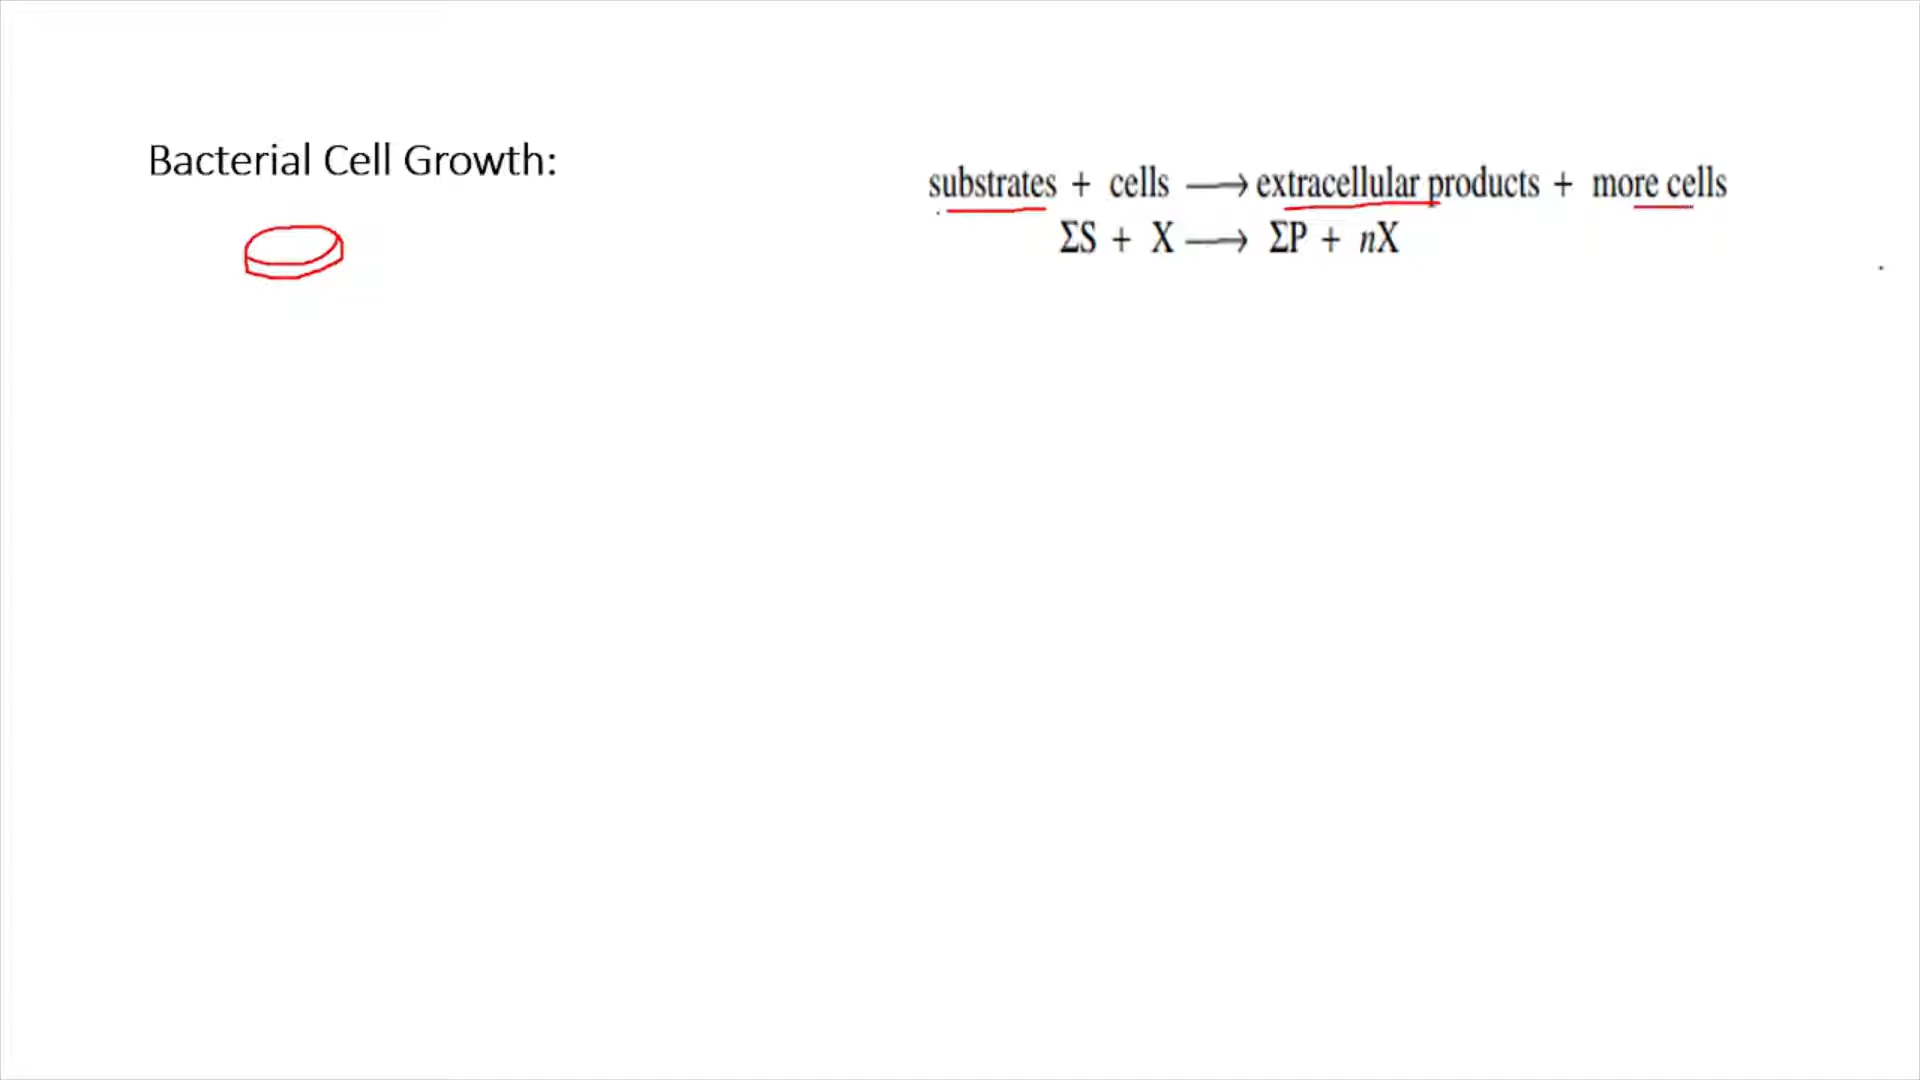 Bacterial Cell Growth:
substrates + cells ⟶ extracellular products + more cells
ΣS + X ⟶ ΣP + nX